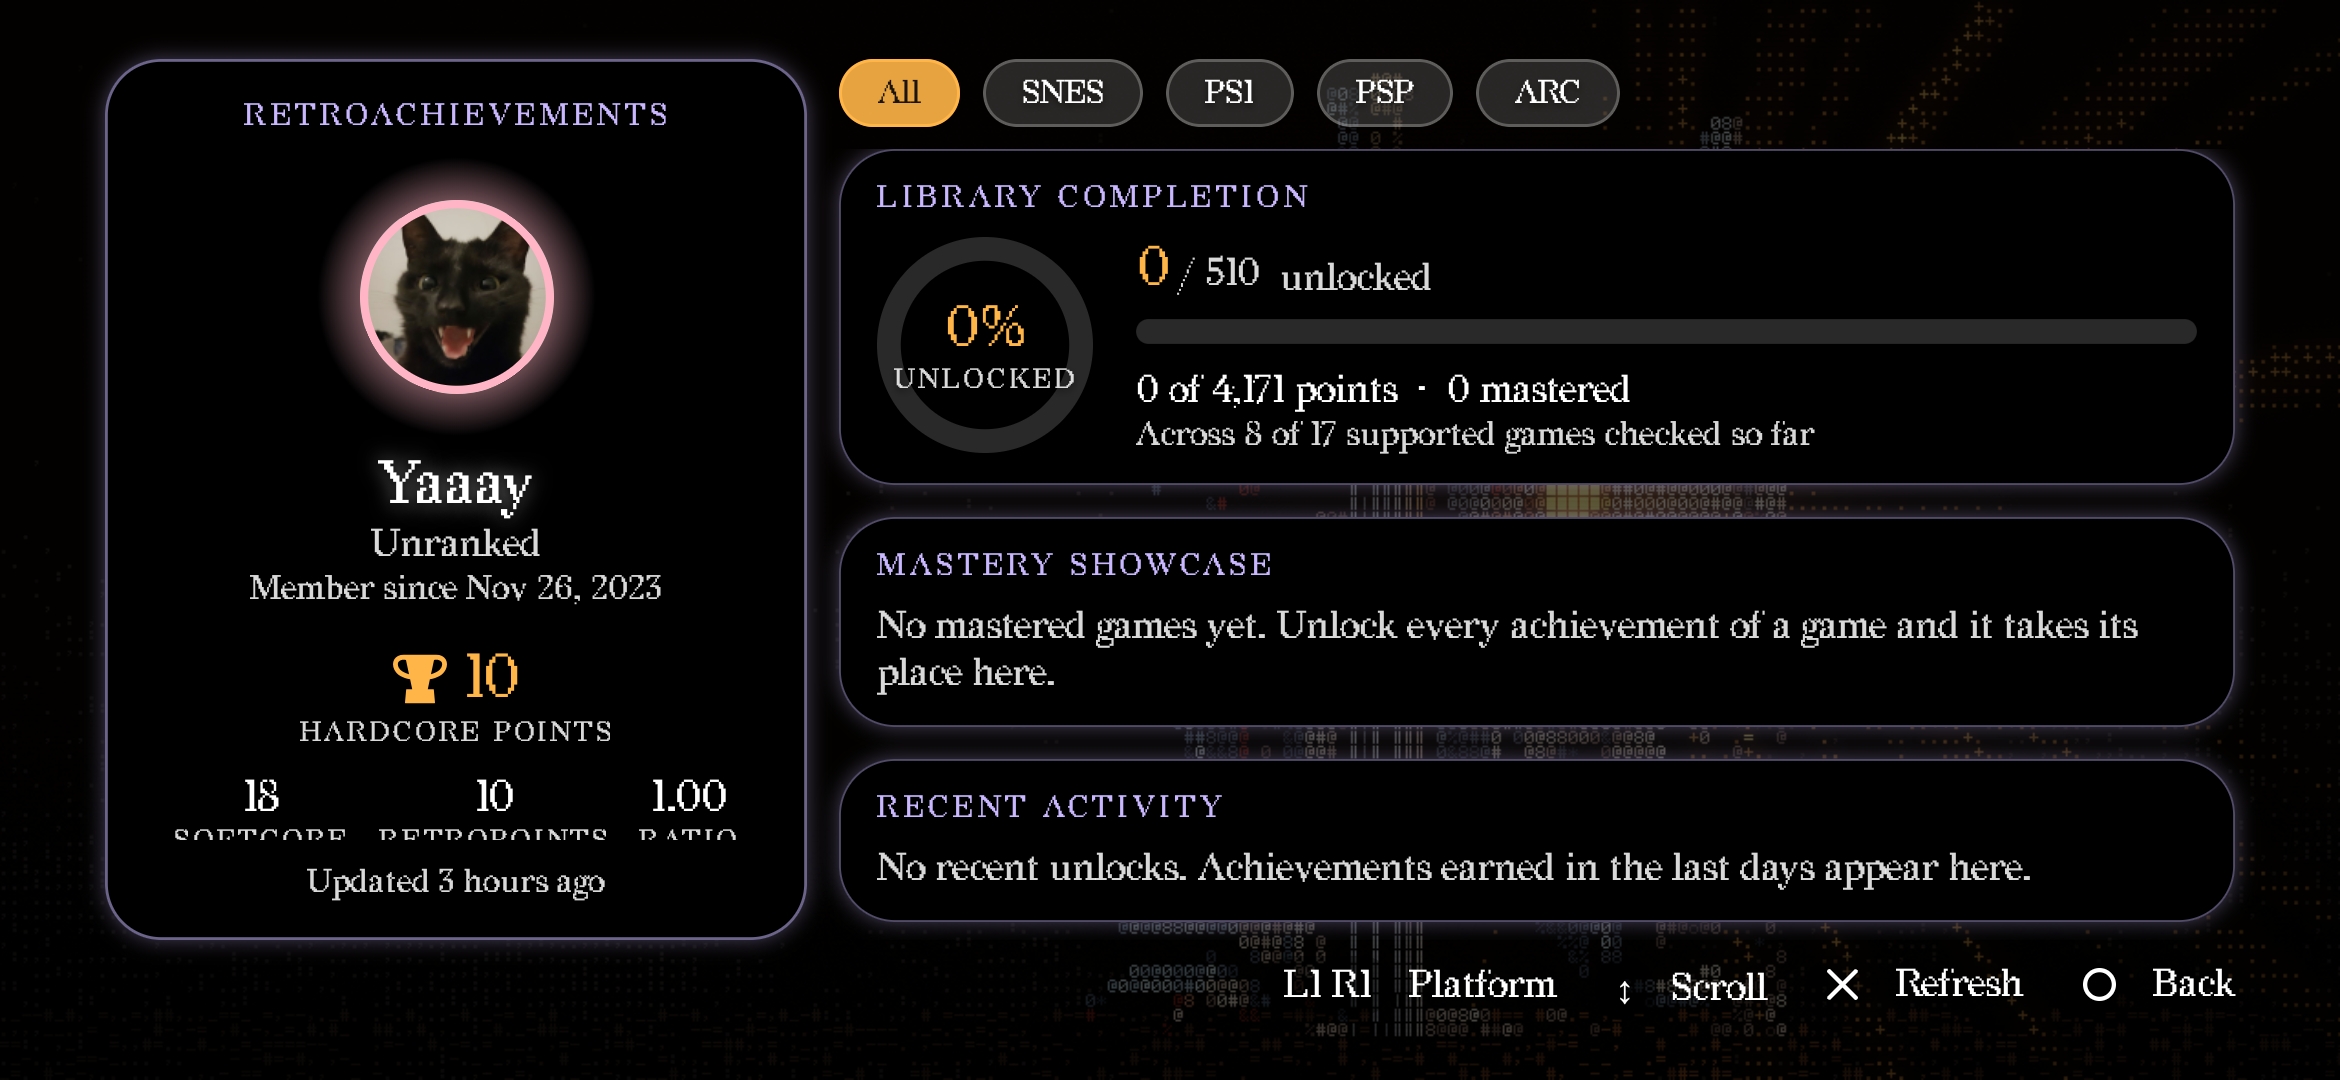 RETROACHIEVEMENTS
Yaaay
Unranked
Member since Nov 26, 2023
10
HARDCORE POINTS
18 10 1.00
SOFTCORE RETROPOINTS RATIO
Updated 3 hours ago
All SNES PS1 PSP ARC
LIBRARY COMPLETION
0%
UNLOCKED
0 / 510 unlocked
0 of 4,171 points · 0 mastered
Across 8 of 17 supported games checked so far
MASTERY SHOWCASE
No mastered games yet. Unlock every achievement of a game and it takes its
place here.
RECENT ACTIVITY
No recent unlocks. Achievements earned in the last days appear here.
L1 R1 Platform ↕ Scroll Refresh Back